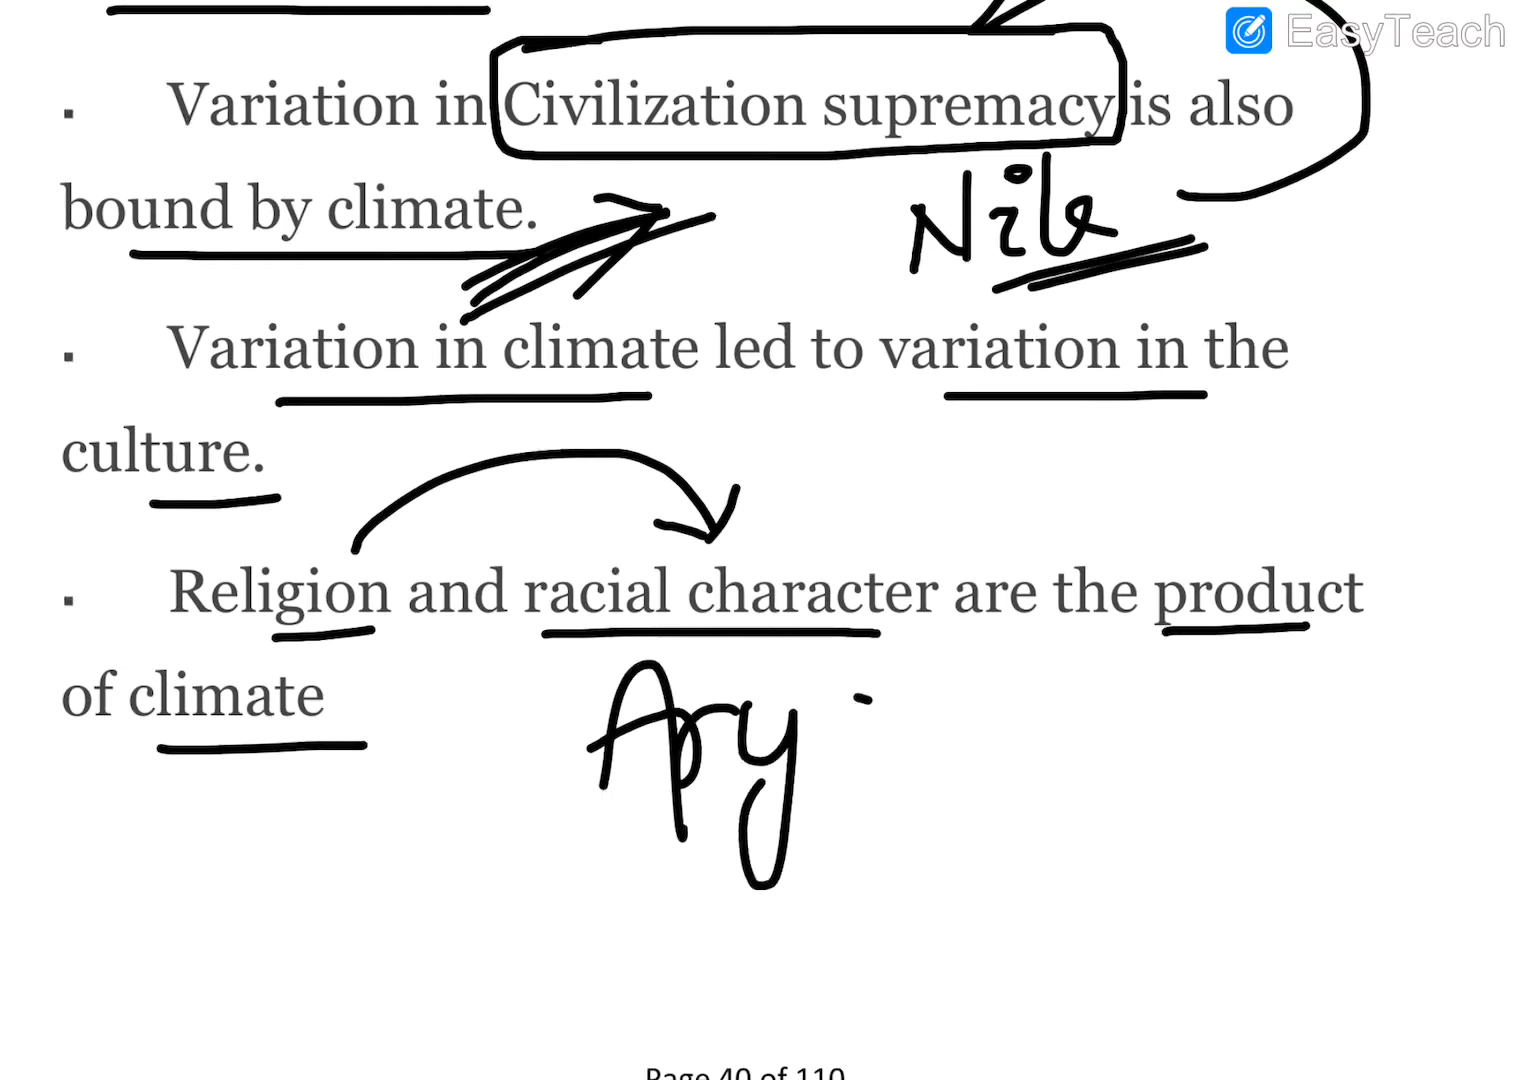 EasyTeach
▪ Variation in Civilization supremacy is also
bound by climate.
Nile
▪ Variation in climate led to variation in the
culture.
▪ Religion and racial character are the product
of climate
Ary -
Page 40 of 110